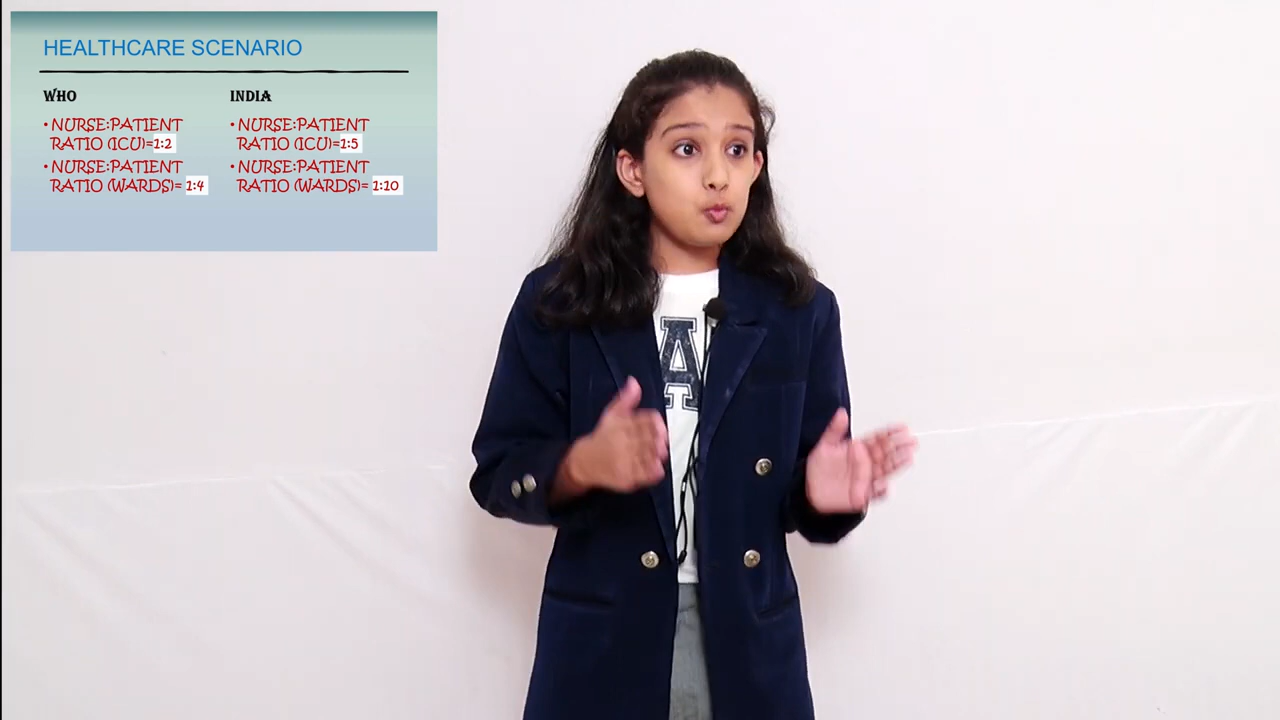 HEALTHCARE SCENARIO
WHO
• NURSE:PATIENT
RATIO (ICU)=1:2
• NURSE:PATIENT
RATIO (WARDS)= 1:4
INDIA
• NURSE:PATIENT
RATIO (ICU)=1:5
• NURSE:PATIENT
RATIO (WARDS)= 1:10